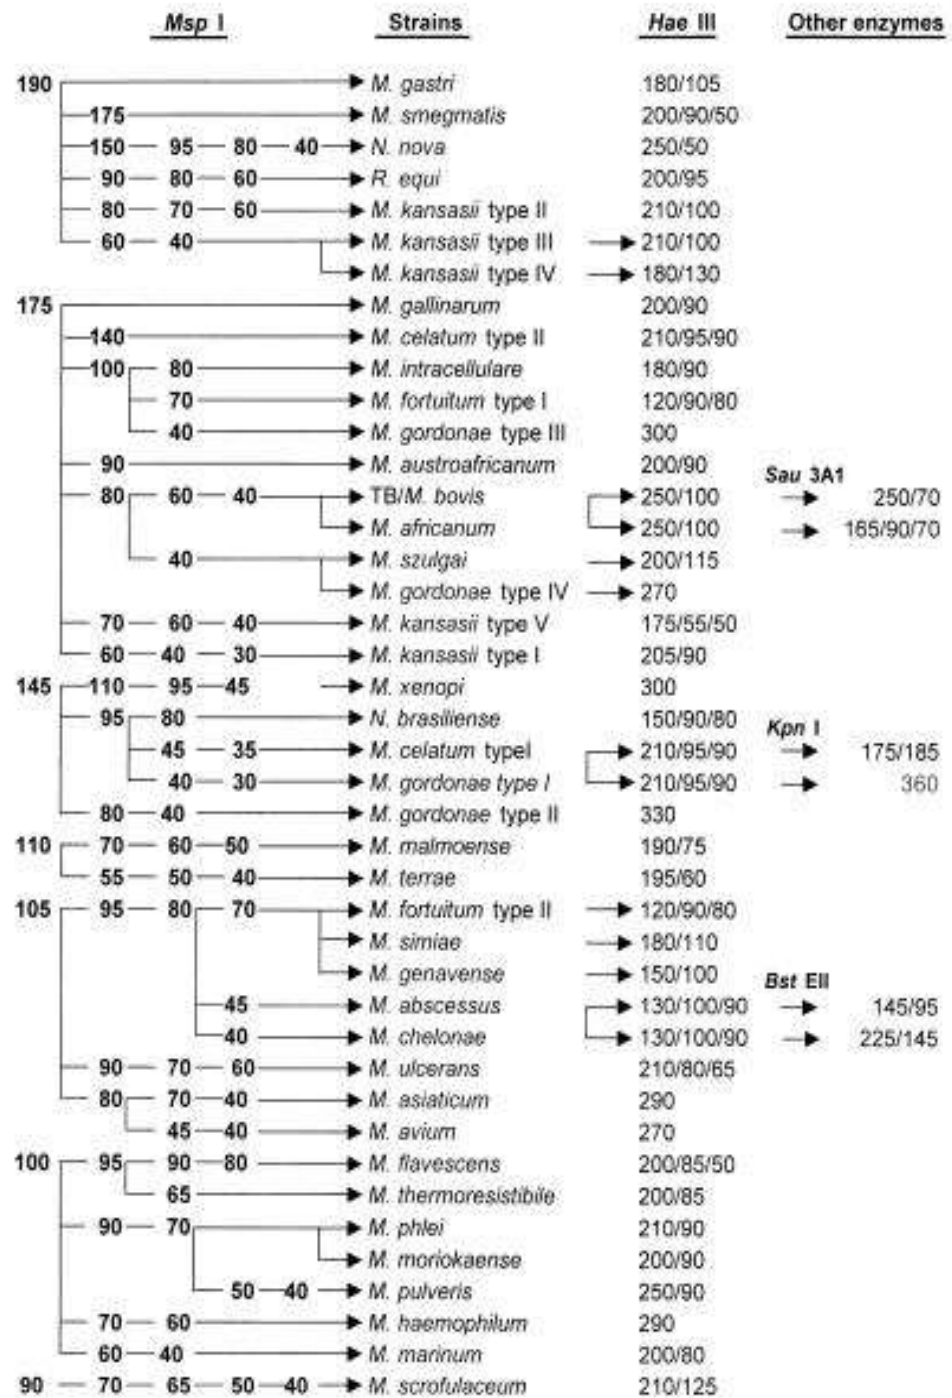 Msp I Strains Hae III Other enzymes
190 M. gastri 180/105
175 M. smegmatis 200/90/50
150 95 80 40 N. nova 250/50
90 80 60 R. equi 200/95
80 70 60 M. kansasii type II 210/100
60 40 M. kansasii type III 210/100
M. kansasii type IV 180/130
175 M. gallinarum 200/90
140 M. celatum type II 210/95/90
100 80 M. intracellulare 180/90
70 M. fortuitum type I 120/90/80
40 M. gordonae type III 300
90 M. austroafricanum 200/90
Sau 3A1
80 60 40 TB/M. bovis 250/100 250/70
M. africanum 250/100 165/90/70
40 M. szulgai 200/115
M. gordonae type IV 270
70 60 40 M. kansasii type V 175/55/50
60 40 30 M. kansasii type I 205/90
145 110 95 45 M. xenopi 300
95 80 N. brasiliense 150/90/80
Kpn I
45 35 M. celatum typeI 210/95/90 175/185
40 30 M. gordonae type I 210/95/90 360
80 40 M. gordonae type II 330
110 70 60 50 M. malmoense 190/75
55 50 40 M. terrae 195/60
105 95 80 70 M. fortuitum type II 120/90/80
M. simiae 180/110
M. genavense 150/100
Bst EII
45 M. abscessus 130/100/90 145/95
40 M. chelonae 130/100/90 225/145
90 70 60 M. ulcerans 210/80/65
80 70 40 M. asiaticum 290
45 40 M. avium 270
100 95 90 80 M. flavescens 200/85/50
65 M. thermoresistibile 200/85
90 70 M. phlei 210/90
M. moriokaense 200/90
50 40 M. pulveris 250/90
70 60 M. haemophilum 290
60 40 M. marinum 200/80
90 70 65 50 40 M. scrofulaceum 210/125